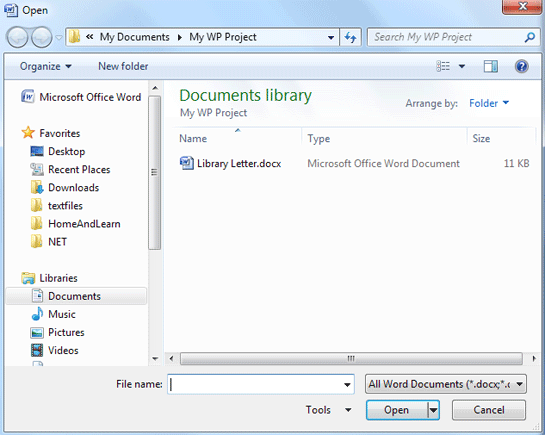 Open
« My Documents My WP Project
Search My WP Project
Organize New folder
Microsoft Office Word
Favorites
Desktop
Recent Places
Downloads
textfiles
HomeAndLearn
NET
Libraries
Documents
Music
Pictures
Videos
Documents library
My WP Project
Arrange by: Folder
Name Type Size
Library Letter.docx Microsoft Office Word Document 11 KB
File name:
All Word Documents (*.docx;*.
Tools Open Cancel